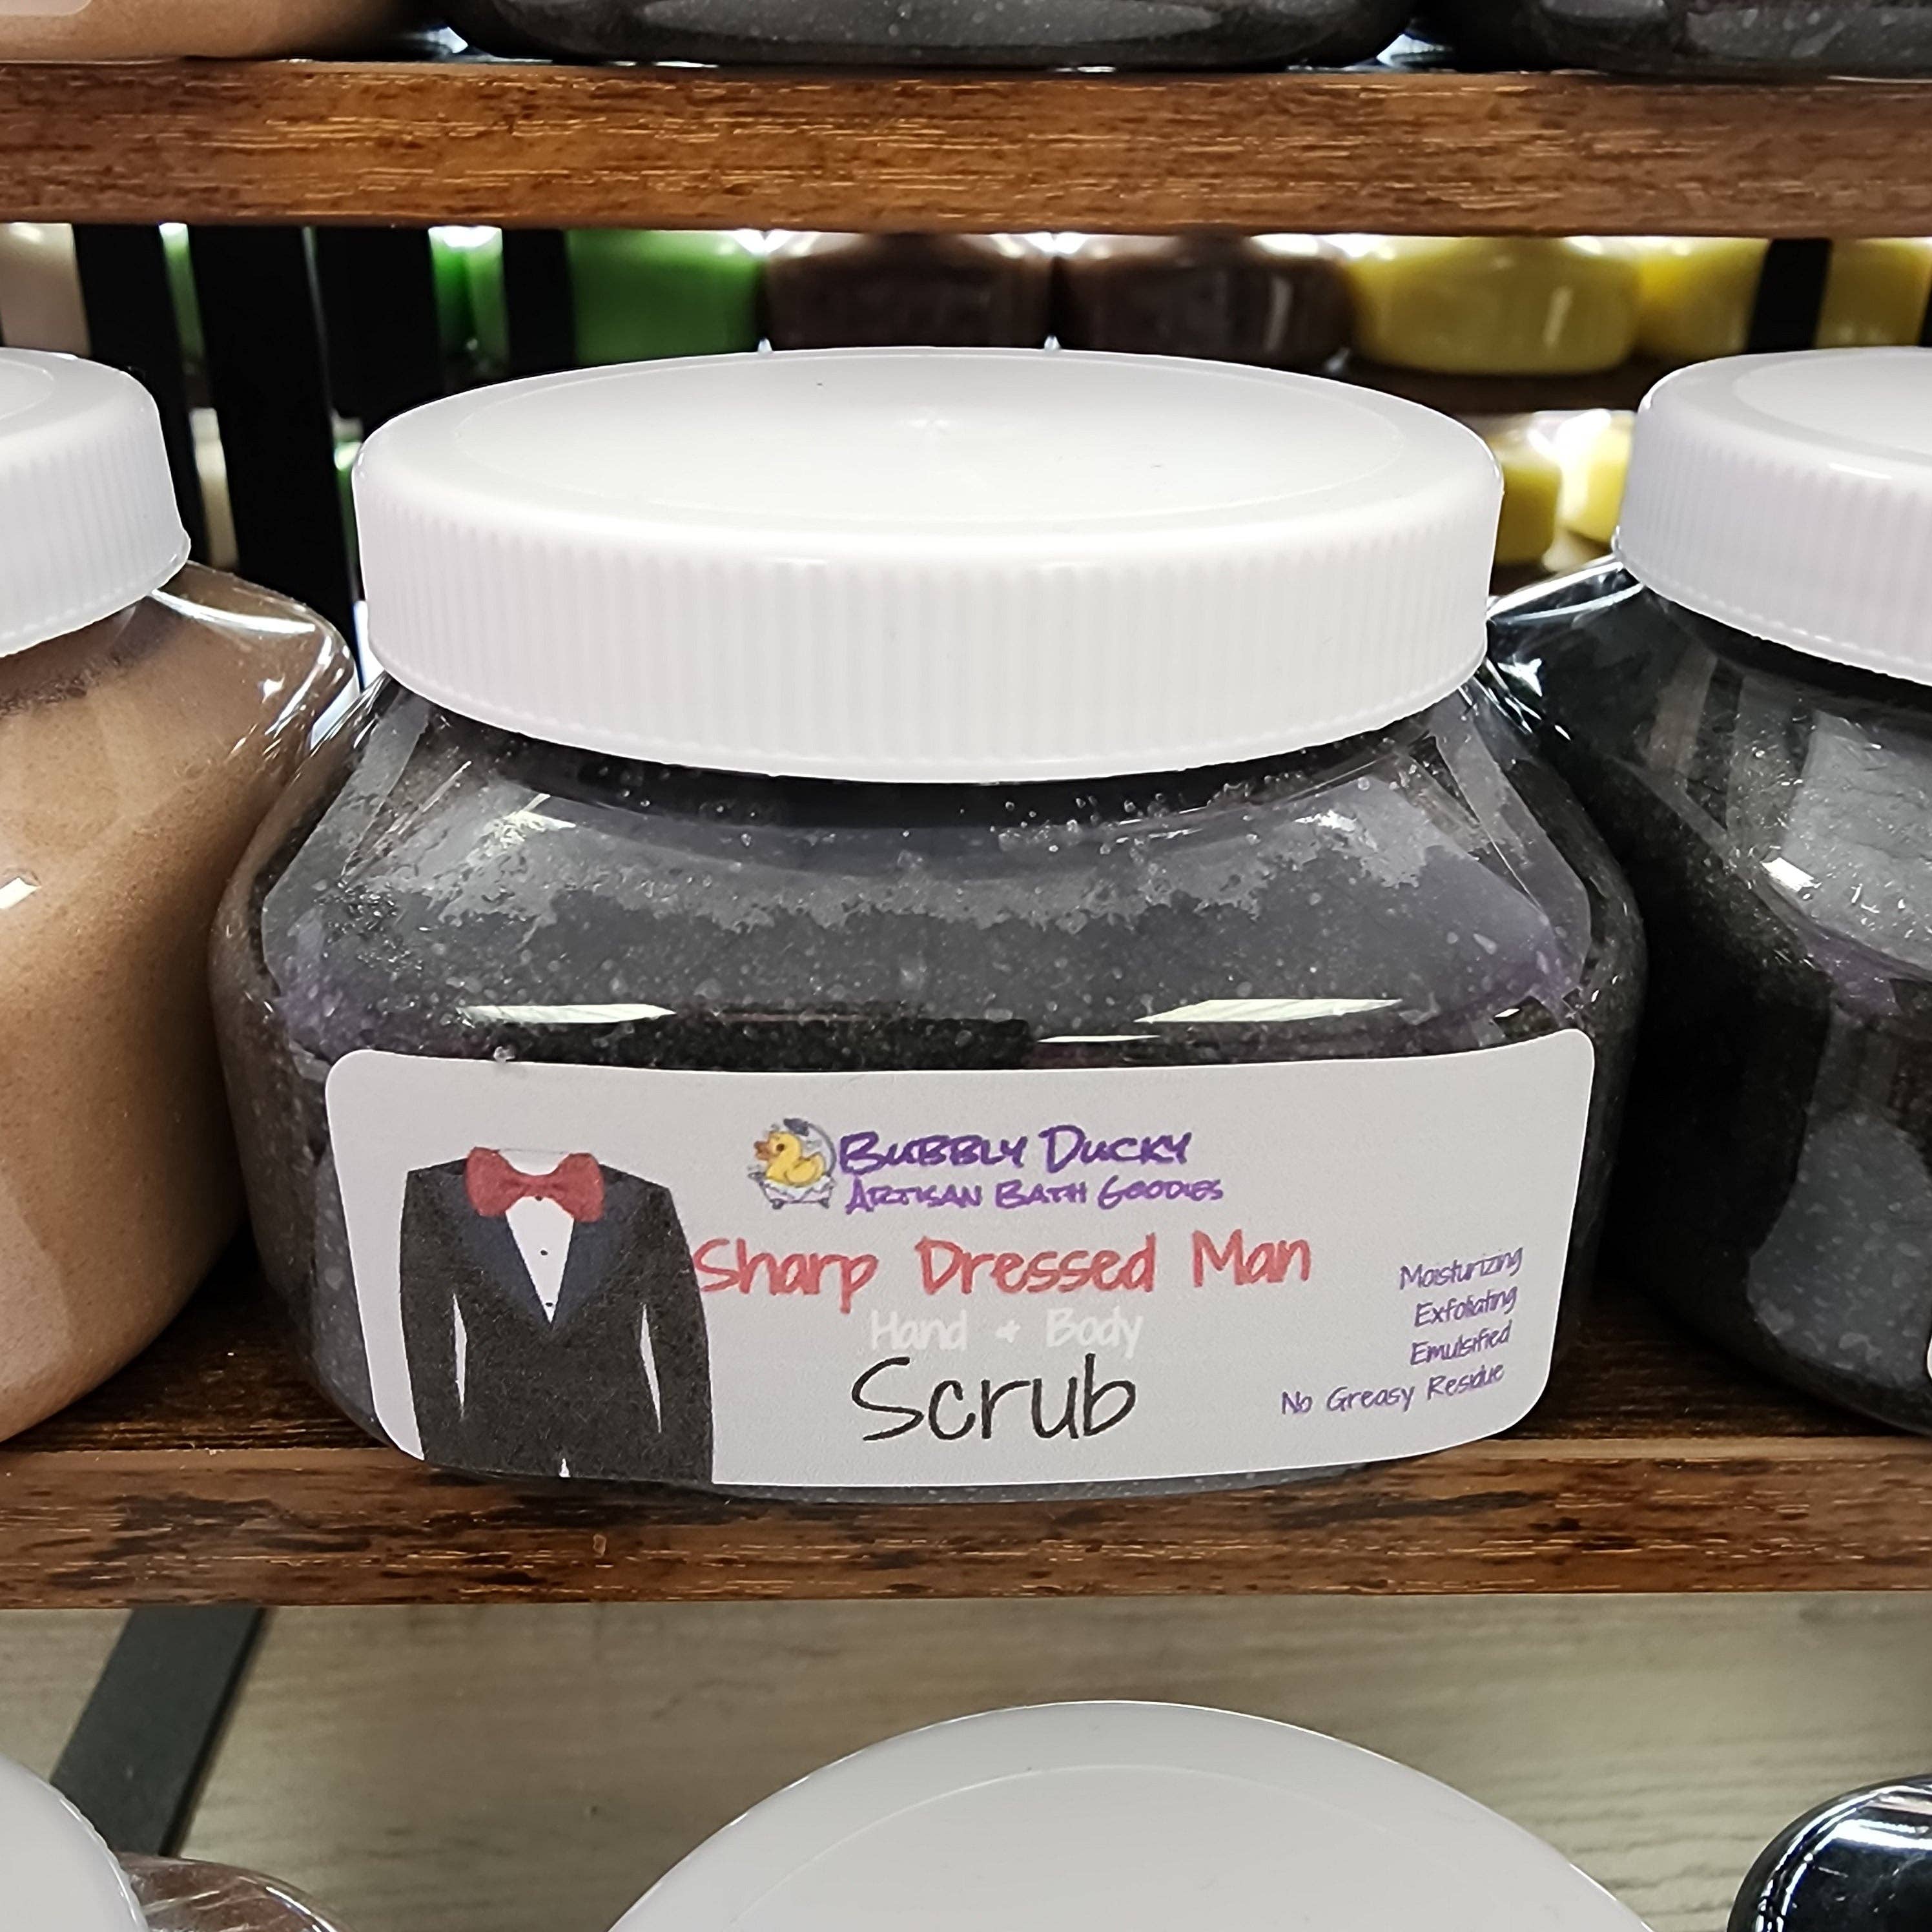 Bubbly Ducky
Artisan Bath Goodies
Sharp Dressed Man
Hand & Body
Scrub
Moisturizing
Exfoliating
Emulsified
No Greasy Residue